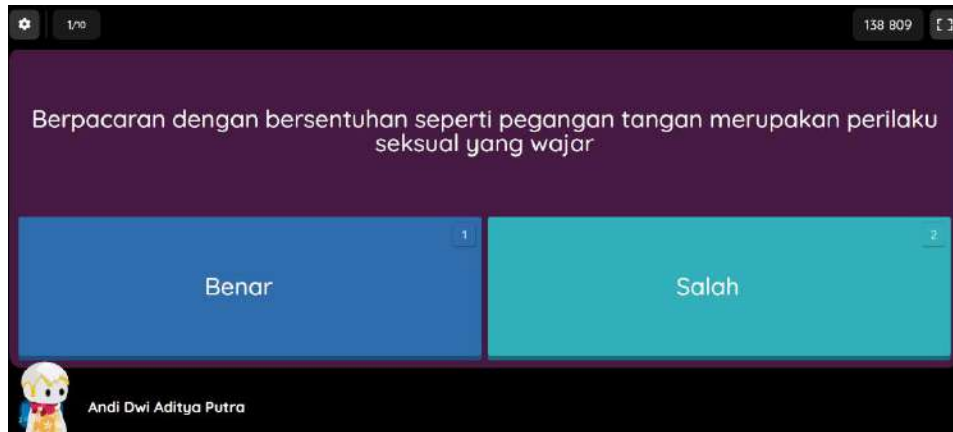 1/10
138 809
Berpacaran dengan bersentuhan seperti pegangan tangan merupakan perilaku
seksual yang wajar
1
Benar
2
Salah
Andi Dwi Aditya Putra